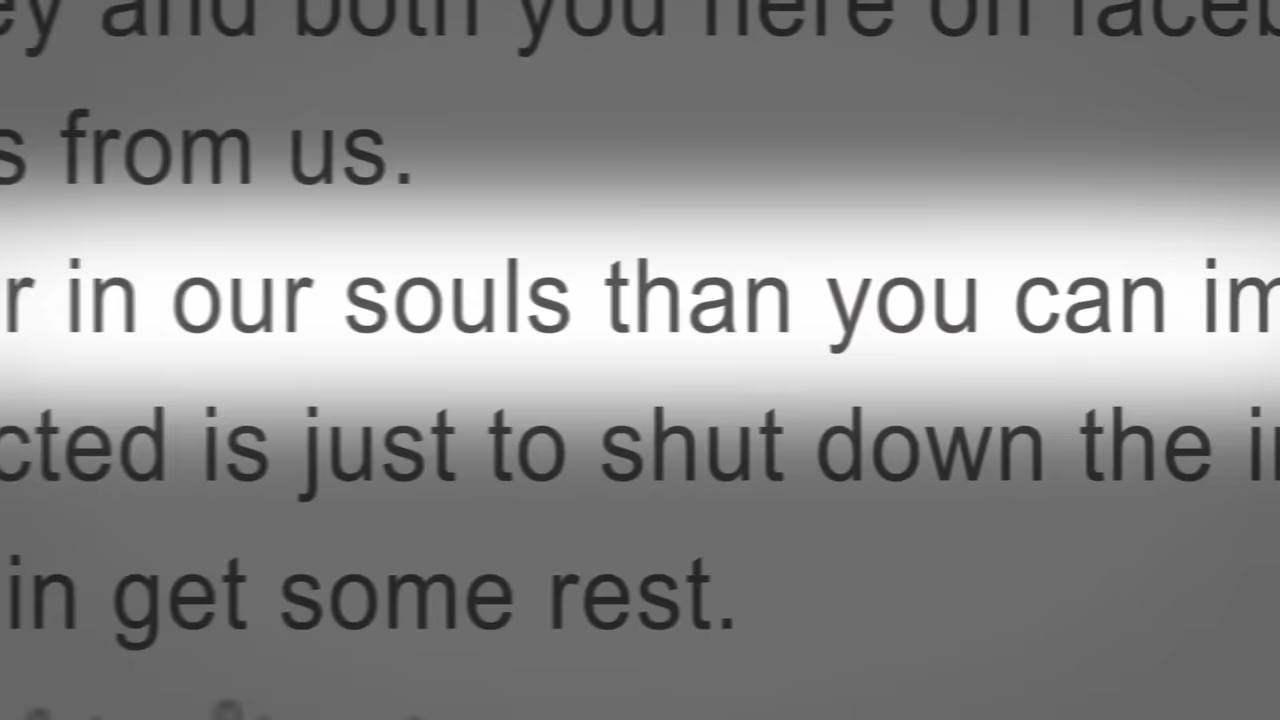 ey and both you here on faceb
s from us.
r in our souls than you can im
cted is just to shut down the in
in get some rest.